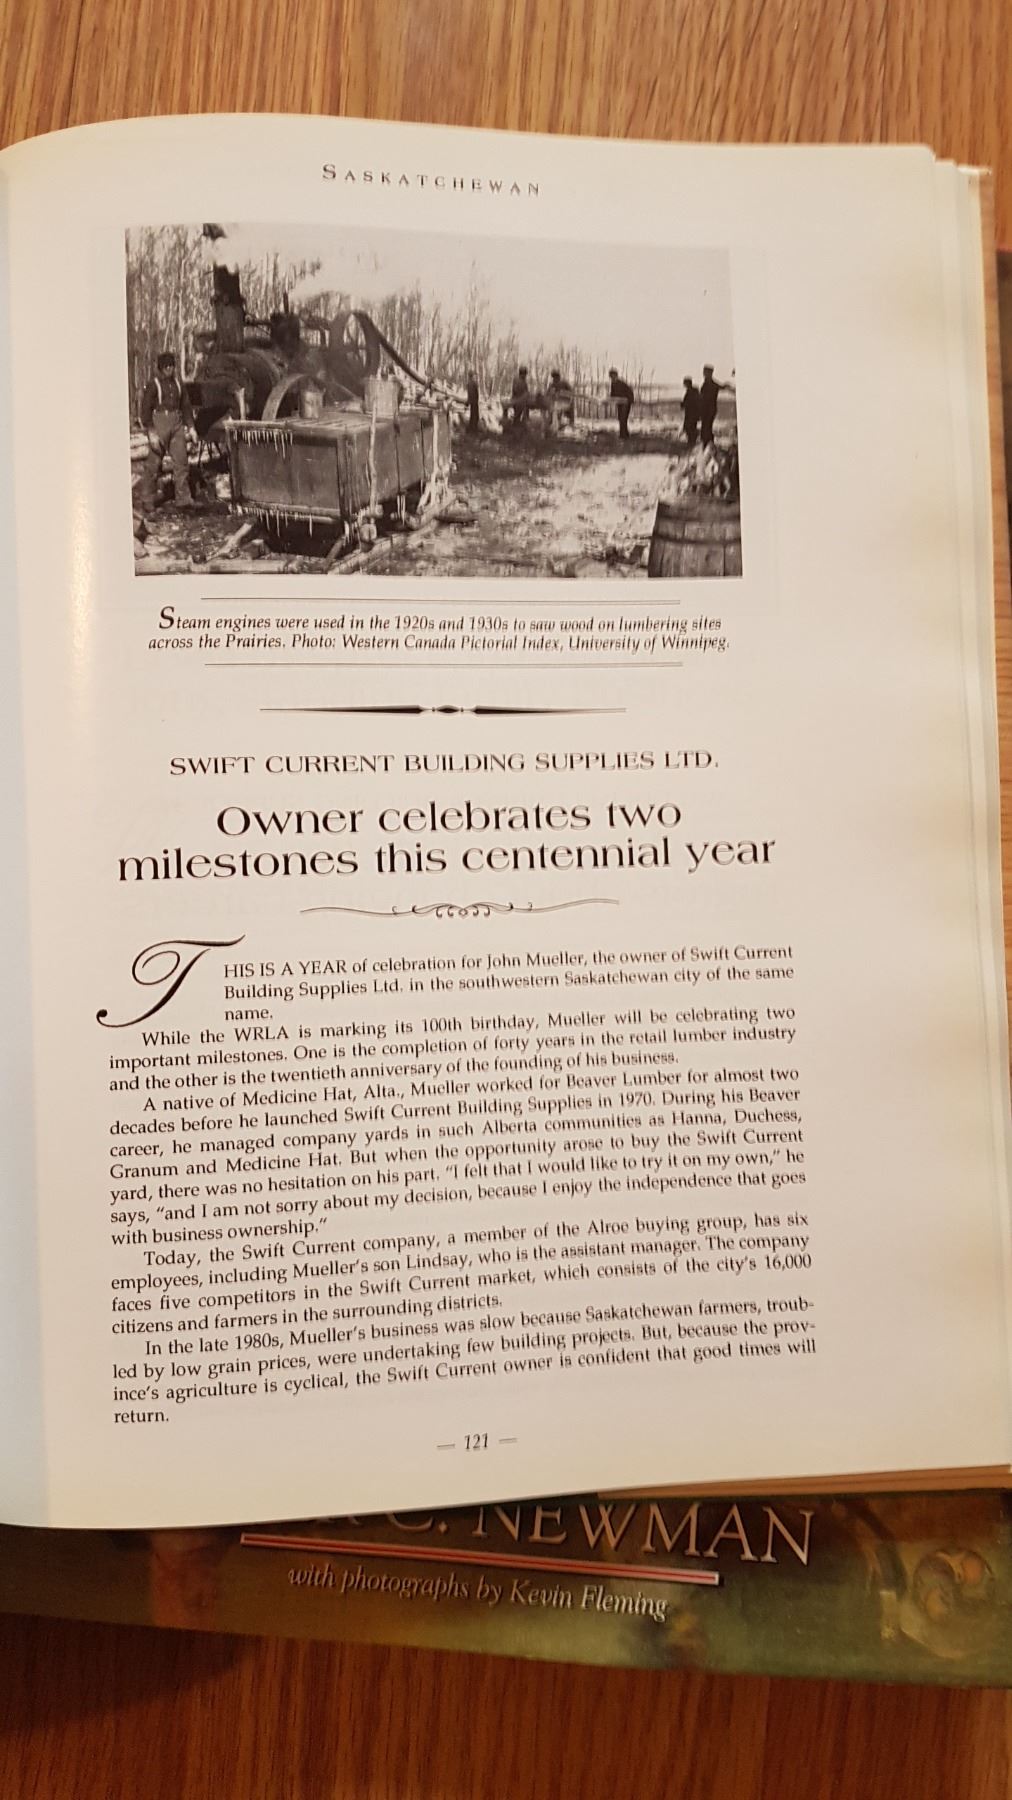 SASKATCHEWAN
Steam engines were used in the 1920s and 1930s to saw wood on lumbering sites
across the Prairies. Photo: Western Canada Pictorial Index, University of Winnipeg.
SWIFT CURRENT BUILDING SUPPLIES LTD.
Owner celebrates two
milestones this centennial year
THIS IS A YEAR of celebration for John Mueller, the owner of Swift Current
Building Supplies Ltd. in the southwestern Saskatchewan city of the same
name.
While the WRLA is marking its 100th birthday, Mueller will be celebrating two
important milestones. One is the completion of forty years in the retail lumber industry
and the other is the twentieth anniversary of the founding of his business.
A native of Medicine Hat, Alta., Mueller worked for Beaver Lumber for almost two
decades before he launched Swift Current Building Supplies in 1970. During his Beaver
career, he managed company yards in such Alberta communities as Hanna, Duchess,
Granum and Medicine Hat. But when the opportunity arose to buy the Swift Current
yard, there was no hesitation on his part. "I felt that I would like to try it on my own," he
says, "and I am not sorry about my decision, because I enjoy the independence that goes
with business ownership."
Today, the Swift Current company, a member of the Alroe buying group, has six
employees, including Mueller's son Lindsay, who is the assistant manager. The company
faces five competitors in the Swift Current market, which consists of the city's 16,000
citizens and farmers in the surrounding districts.
In the late 1980s, Mueller's business was slow because Saskatchewan farmers, troub-
led by low grain prices, were undertaking few building projects. But, because the prov-
ince's agriculture is cyclical, the Swift Current owner is confident that good times will
return.
— 121 —
C. NEWMAN
with photographs by Kevin Fleming